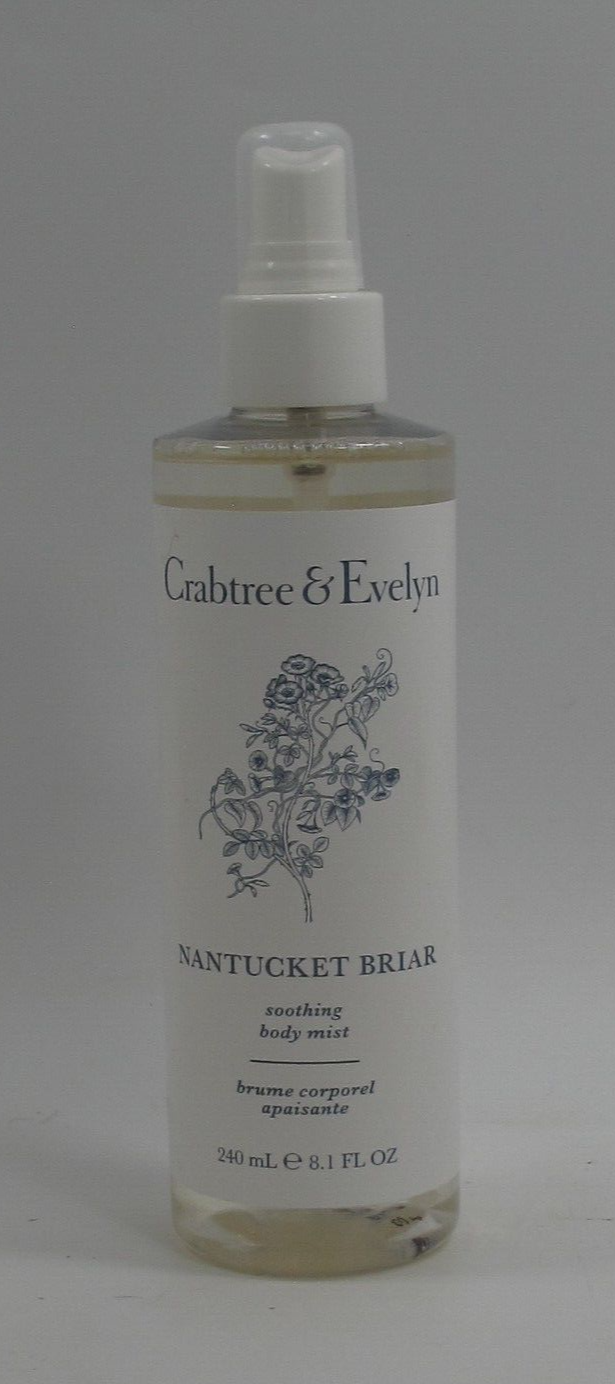 Crabtree & Evelyn
NANTUCKET BRIAR
soothing
body mist
brume corporel
apaisante
240 mL ℮ 8.1 FL OZ